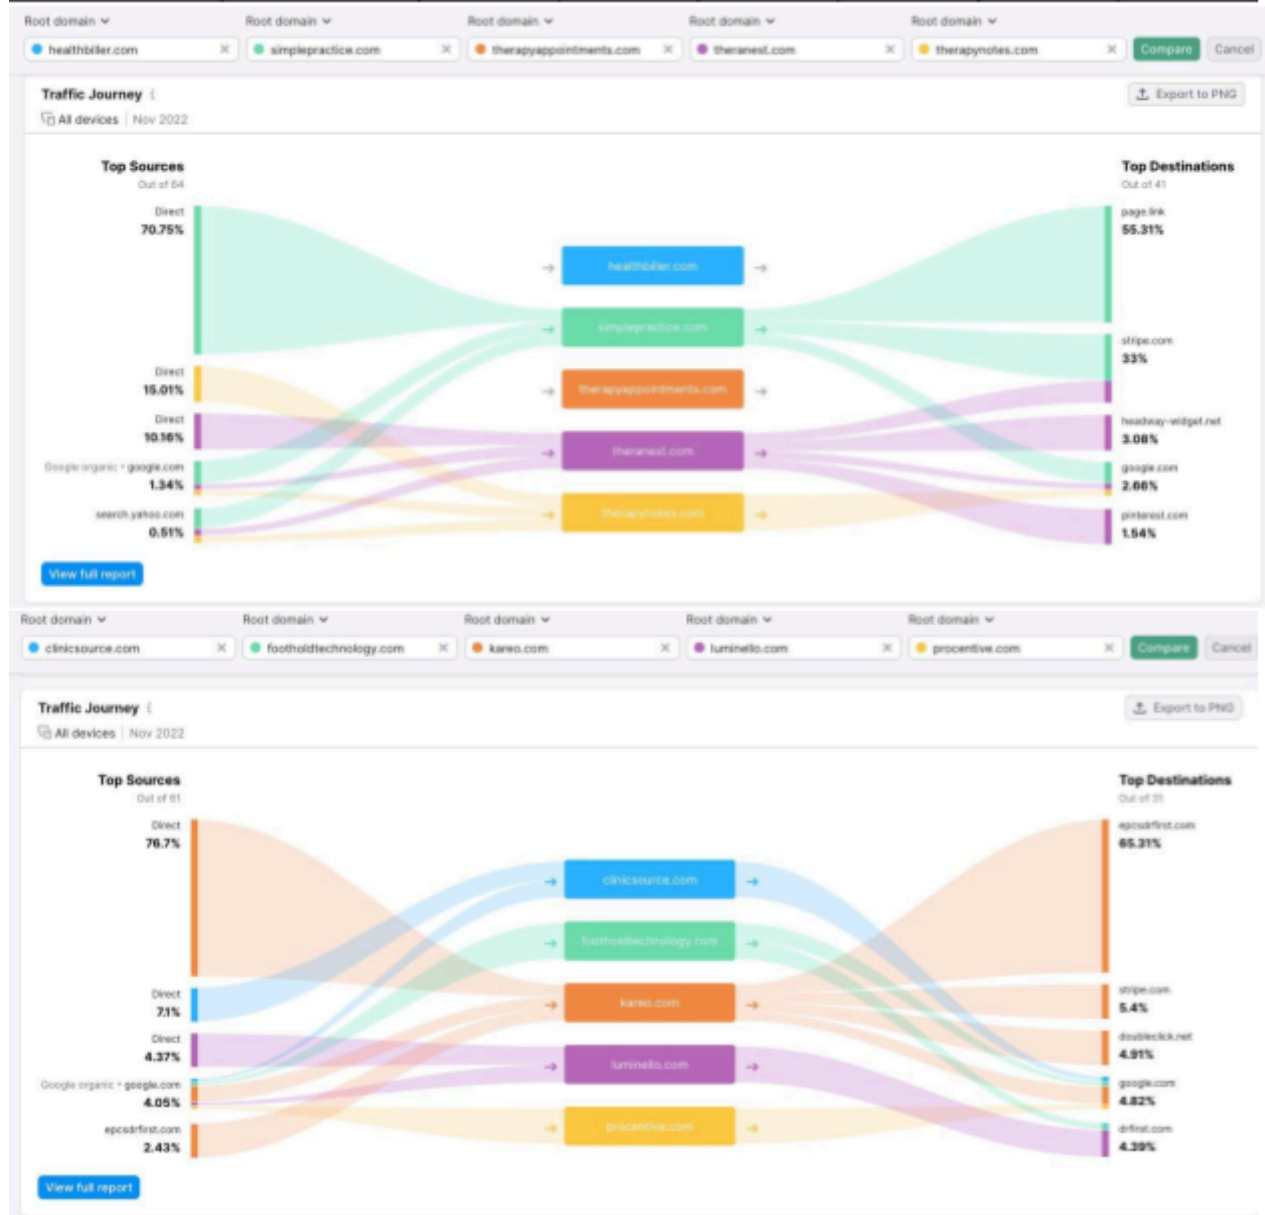 Root domain Root domain Root domain Root domain Root domain
healthbiller.com simplepractice.com therapyappointments.com theranest.com therapynotes.com Compare Cancel
Traffic Journey Export to PNG
All devices | Nov 2022
Top Sources Top Destinations
Out of 64 Out of 41
Direct page.link
70.75% 55.31%
healthbiller.com
simplepractice.com
stripe.com
33%
Direct
15.01%
therapyappointments.com
Direct headway-widget.net
10.16% 3.08%
theranest.com
Google organic • google.com google.com
1.34% 2.66%
search.yahoo.com therapynotes.com pinterest.com
0.51% 1.54%
View full report
Root domain Root domain Root domain Root domain Root domain
clinicsource.com footholdtechnology.com kareo.com luminello.com procentive.com Compare Cancel
Traffic Journey Export to PNG
All devices | Nov 2022
Top Sources Top Destinations
Out of 61 Out of 31
Direct epcsdrfirst.com
76.7% 65.31%
clinicsource.com
footholdtechnology.com
Direct stripe.com
7.1% 5.4%
kareo.com
Direct doubleclick.net
4.37% 4.91%
luminello.com
Google organic • google.com google.com
4.05% 4.82%
epcsdrfirst.com procentive.com drfirst.com
2.43% 4.39%
View full report